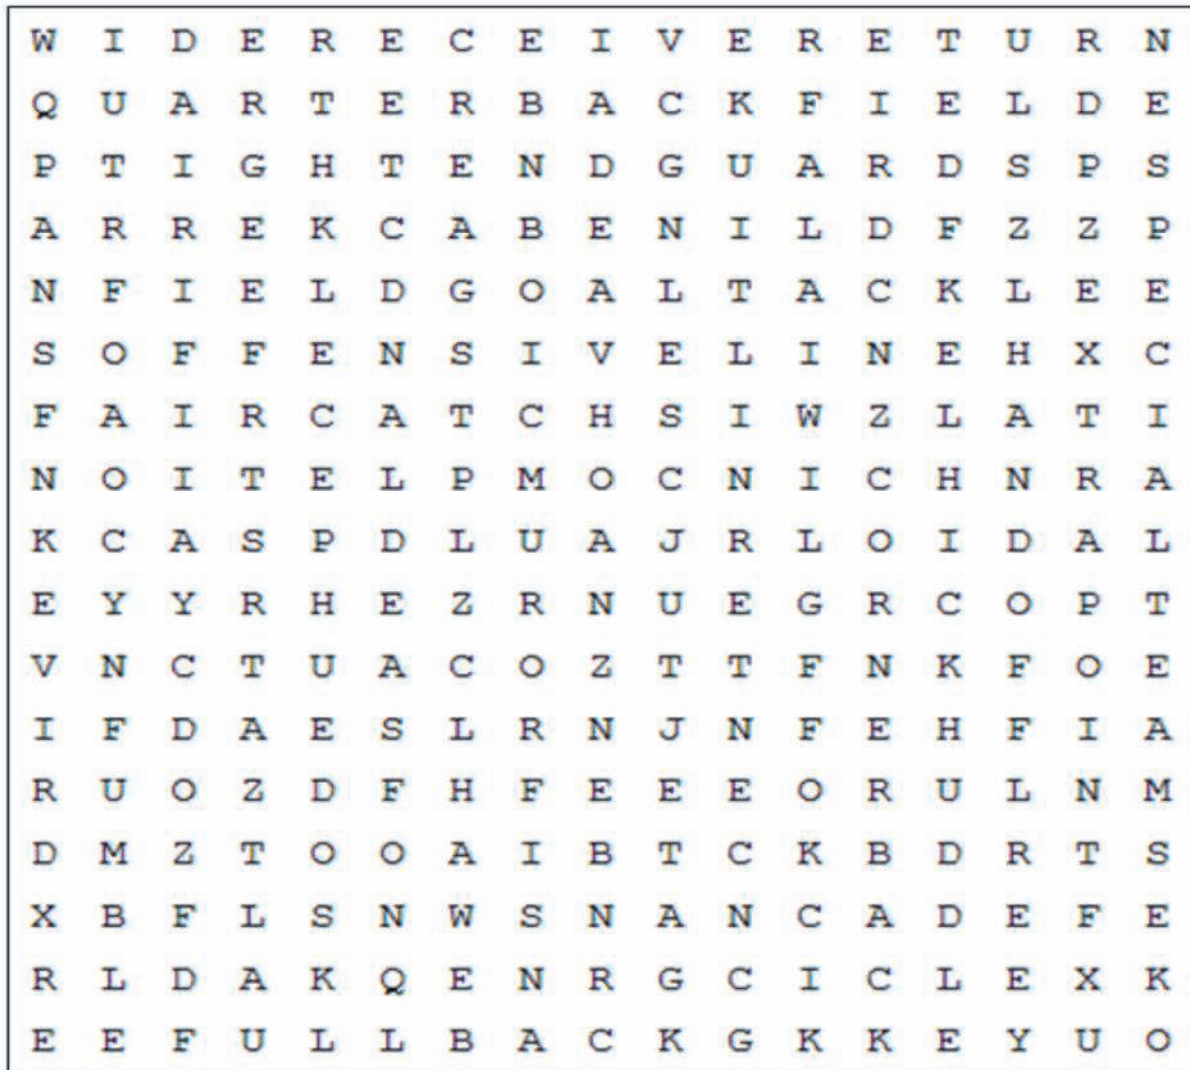 W I D E R E C E I V E R E T U R N
Q U A R T E R B A C K F I E L D E
P T I G H T E N D G U A R D S P S
A R R E K C A B E N I L D F Z Z P
N F I E L D G O A L T A C K L E E
S O F F E N S I V E L I N E H X C
F A I R C A T C H S I W Z L A T I
N O I T E L P M O C N I C H N R A
K C A S P D L U A J R L O I D A L
E Y Y R H E Z R N U E G R C O P T
V N C T U A C O Z T T F N K F O E
I F D A E S L R N J N F E H F I A
R U O Z D F H F E E E O R U L N M
D M Z T O O A I B T C K B D R T S
X B F L S N W S N A N C A D E F E
R L D A K Q E N R G C I C L E X K
E E F U L L B A C K G K K E Y U O